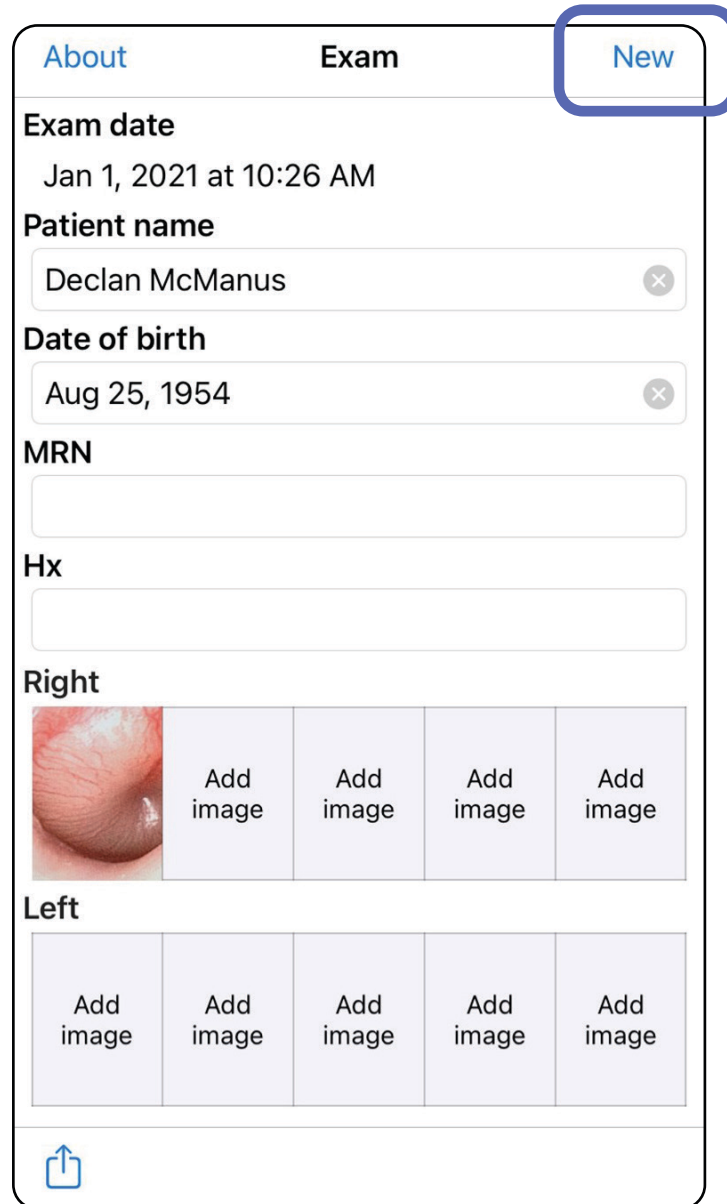 About Exam New
Exam date
Jan 1, 2021 at 10:26 AM
Patient name
Declan McManus
Date of birth
Aug 25, 1954
MRN
Hx
Right
Add image Add image Add image Add image
Left
Add image Add image Add image Add image Add image